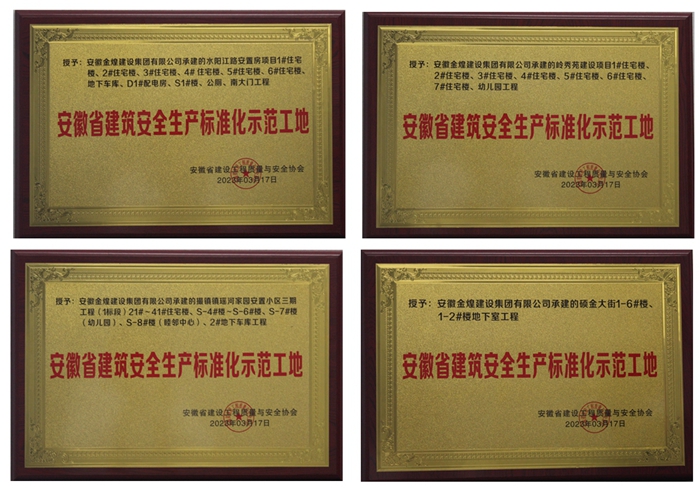 授予：安徽金煌建设集团有限公司承建的水阳江路安置房项目1#住宅
楼、2#住宅楼、3#住宅楼、4#住宅楼、5#住宅楼、6#住宅楼、
地下车库、D1#配电房、S1#楼、公厕、南大门工程
安徽省建筑安全生产标准化示范工地
安徽省建设工程质量与安全协会
2023年03月17日
授予：安徽金煌建设集团有限公司承建的岭秀苑建设项目1#住宅楼、
2#住宅楼、3#住宅楼、4#住宅楼、5#住宅楼、6#住宅楼、
7#住宅楼、幼儿园工程
安徽省建筑安全生产标准化示范工地
安徽省建设工程质量与安全协会
2023年03月17日
授予：安徽金煌建设集团有限公司承建的撮镇镇瑶河家园安置小区三期
工程（1标段）21#～41#住宅楼、S-4#楼～S-6#楼、S-7#楼
（幼儿园）、S-8#楼（睦邻中心）、2#地下车库工程
安徽省建筑安全生产标准化示范工地
安徽省建设工程质量与安全协会
2023年03月17日
授予：安徽金煌建设集团有限公司承建的硕金大街1-6#楼、
1-2#楼地下室工程
安徽省建筑安全生产标准化示范工地
安徽省建设工程质量与安全协会
2023年03月17日